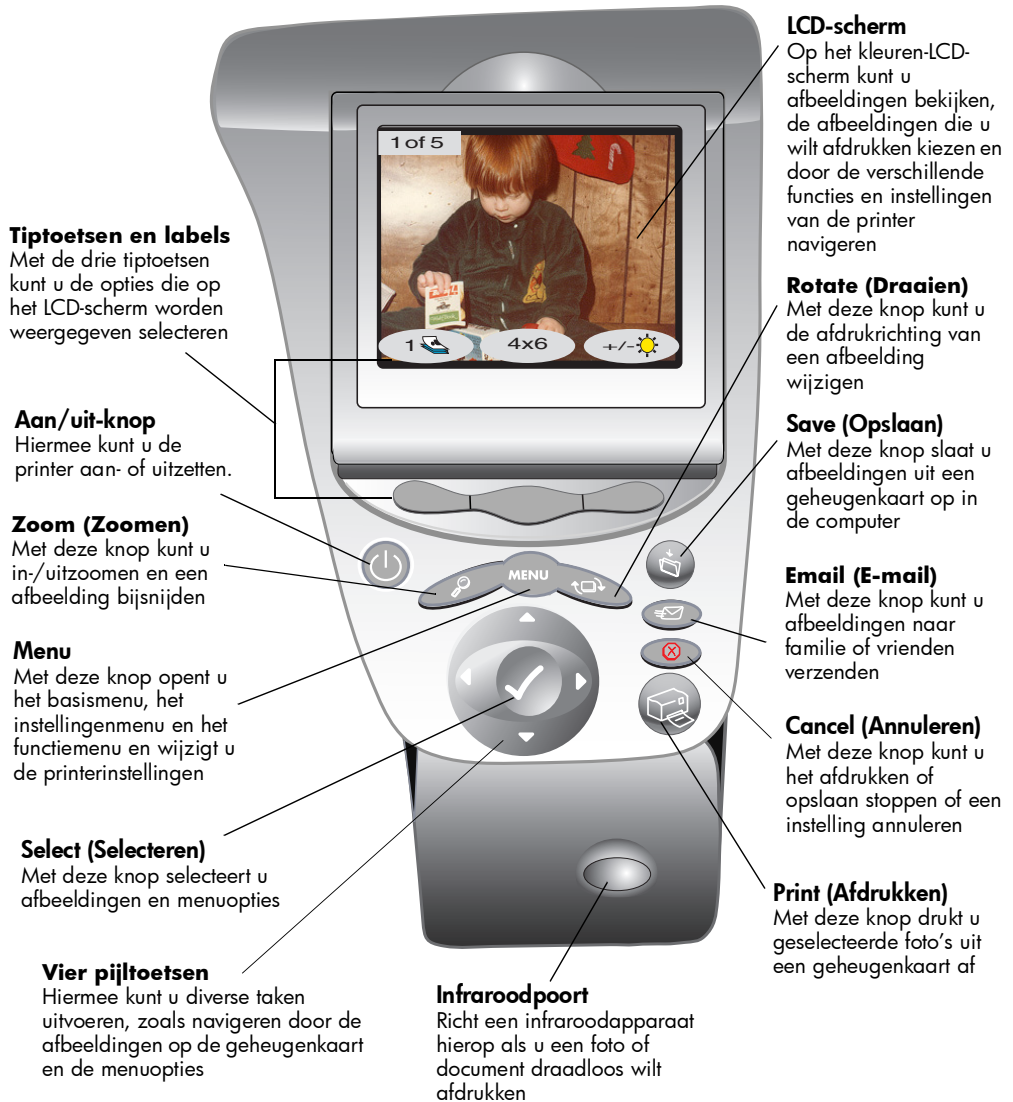 LCD-scherm
Op het kleuren-LCD-
scherm kunt u
afbeeldingen bekijken,
de afbeeldingen die u
wilt afdrukken kiezen en
door de verschillende
functies en instellingen
van de printer
navigeren
1 of 5
Tiptoetsen en labels
Met de drie tiptoetsen
kunt u de opties die op
het LCD-scherm worden
weergegeven selecteren
Rotate (Draaien)
Met deze knop kunt u
de afdrukrichting van
een afbeelding
wijzigen
1
4x6
+/-
Aan/uit-knop
Hiermee kunt u de
printer aan- of uitzetten.
Save (Opslaan)
Met deze knop slaat u
afbeeldingen uit een
geheugenkaart op in
de computer
Zoom (Zoomen)
Met deze knop kunt u
in-/uitzoomen en een
afbeelding bijsnijden
MENU
Email (E-mail)
Met deze knop kunt u
afbeeldingen naar
familie of vrienden
verzenden
Menu
Met deze knop opent u
het basismenu, het
instellingenmenu en het
functiemenu en wijzigt u
de printerinstellingen
Cancel (Annuleren)
Met deze knop kunt u
het afdrukken of
opslaan stoppen of een
instelling annuleren
Select (Selecteren)
Met deze knop selecteert u
afbeeldingen en menuopties
Print (Afdrukken)
Met deze knop drukt u
geselecteerde foto's uit
een geheugenkaart af
Vier pijltoetsen
Hiermee kunt u diverse taken
uitvoeren, zoals navigeren door de
afbeeldingen op de geheugenkaart
en de menuopties
Infraroodpoort
Richt een infraroodapparaat
hierop als u een foto of
document draadloos wilt
afdrukken